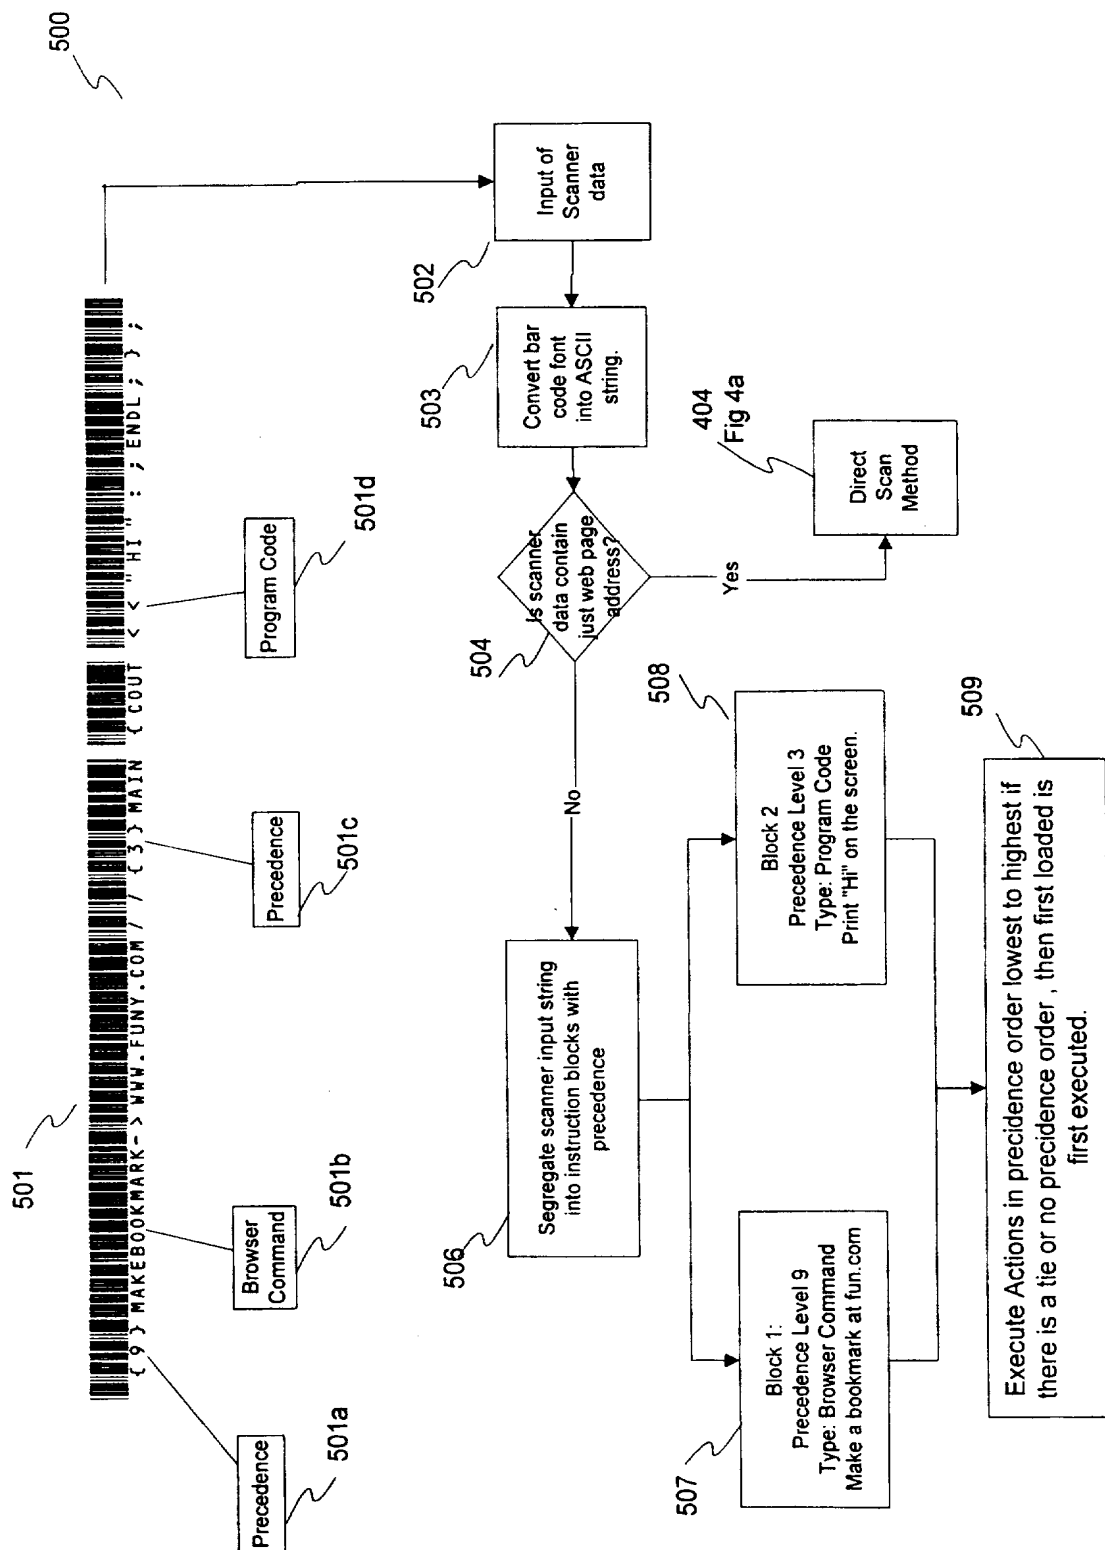 500
501
{9}MAKEBOOKMARK->WWW.FUNY.COM//{3}MAIN {COUT <<"HI":;ENDL;};
Precedence
501a
Browser
Command
501b
Precedence
501c
Program Code
501d
Input of
Scanner
data
502
Convert bar
code font
into ASCII
string.
503
Is scanner
data contain
just web page
address?
504
Yes
404
Fig 4a
Direct
Scan
Method
No
Segregate scanner input string
into instruction blocks with
precedence
506
Block 1:
Precedence Level 9
Type: Browser Command
Make a bookmark at fun.com
507
Block 2
Precedence Level 3
Type: Program Code
Print "Hi" on the screen.
508
Execute Actions in precidence order lowest to highest if
there is a tie or no precidence order , then first loaded is
first executed.
509